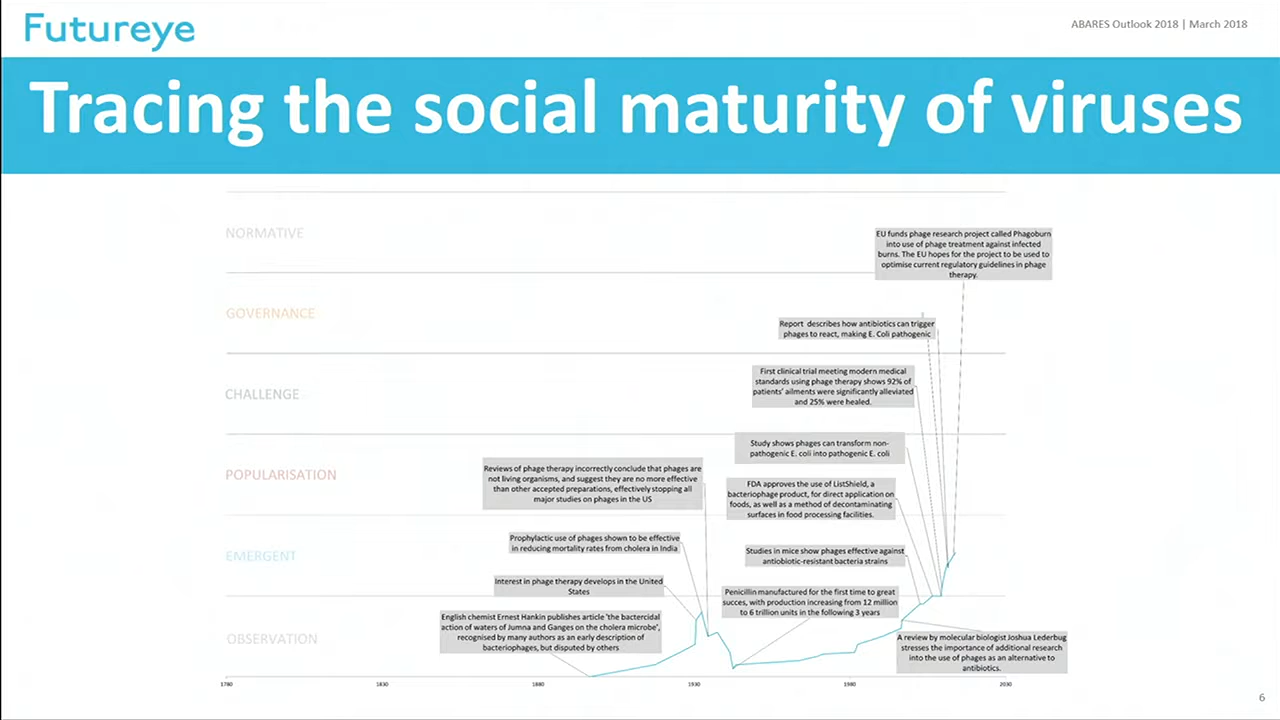 Futureye
ABARES Outlook 2018 | March 2018
Tracing the social maturity of viruses
NORMATIVE
EU funds phage research project called Phagoburn
into use of phage treatment against infected
burns. The EU hopes for the project to be used to
optimise current regulatory guidelines in phage
therapy.
GOVERNANCE
Report describes how antibiotics can trigger
phages to react, making E. Coli pathogenic
CHALLENGE
First clinical trial meeting modern medical
standards using phage therapy shows 92% of
patients' ailments were significantly alleviated
and 25% were healed.
Study shows phages can transform non-
pathogenic E. coli into pathogenic E. coli
POPULARISATION
Reviews of phage therapy incorrectly conclude that phages are
not living organisms, and suggest they are no more effective
than other accepted preparations, effectively stopping all
major studies on phages in the US
FDA approves the use of ListShield, a
bacteriophage product, for direct application on
foods, as well as a method of decontaminating
surfaces in food processing facilities.
Prophylactic use of phages shown to be effective
in reducing mortality rates from cholera in India
EMERGENT
Studies in mice show phages effective against
antiobiotic-resistant bacteria strains
Interest in phage therapy develops in the United
States
Penicillin manufactured for the first time to great
succes, with production increasing from 12 million
to 6 trillion units in the following 3 years
English chemist Ernest Hankin publishes article 'the bactercidal
action of waters of Jumna and Ganges on the cholera microbe',
recognised by many authors as an early description of
bacteriophages, but disputed by others
OBSERVATION
A review by molecular biologist Joshua Lederbug
stresses the importance of additional research
into the use of phages as an alternative to
antibiotics.
1780 1830 1880 1930 1980 2030
6